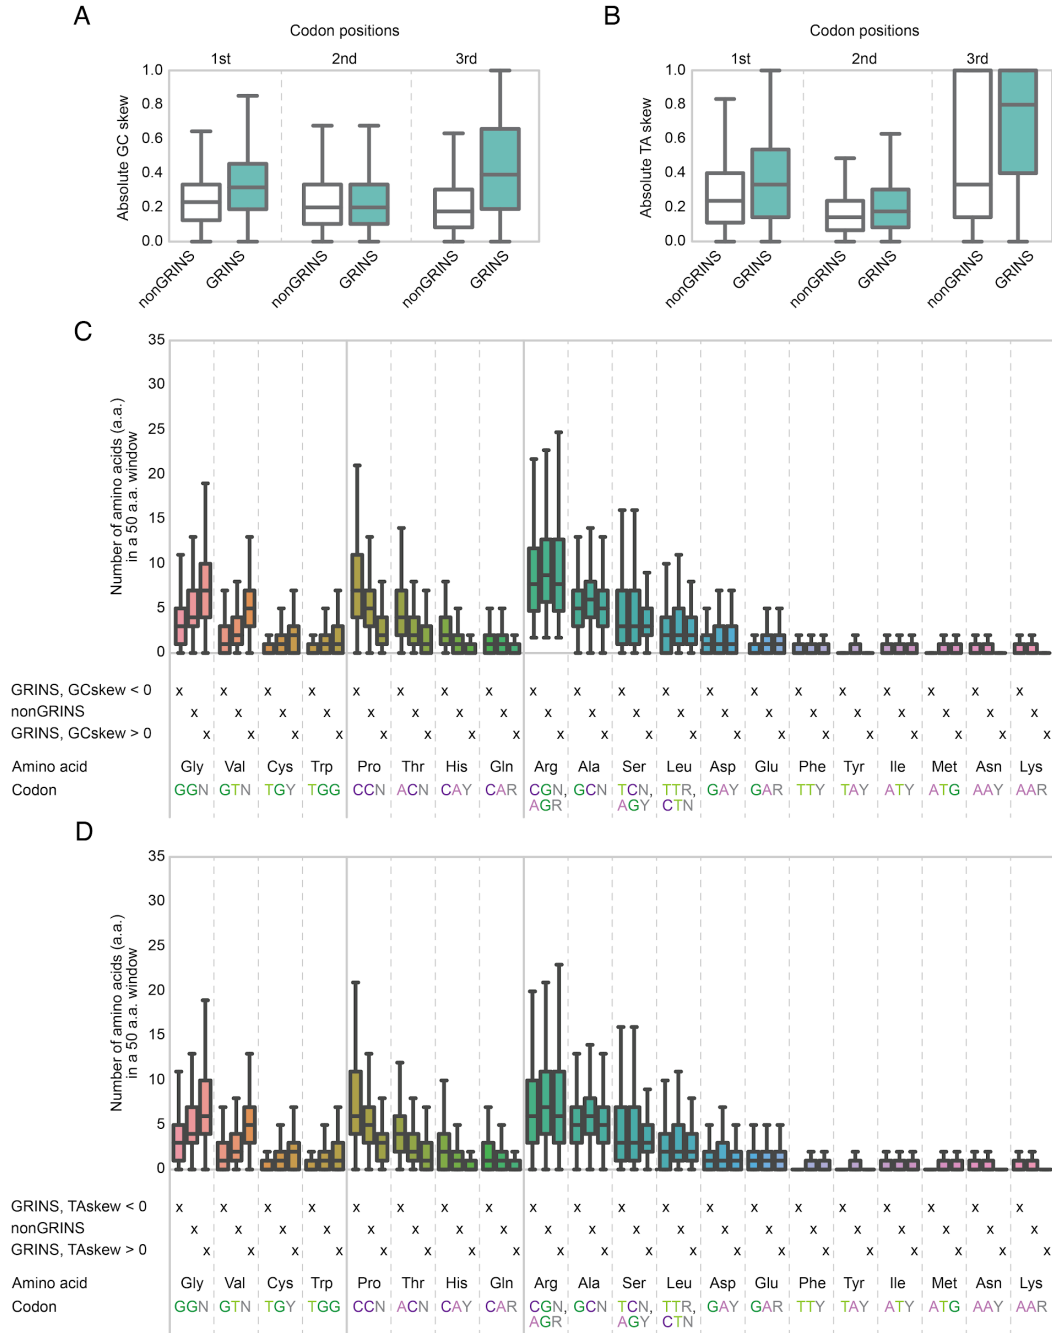 A
B
Codon positions
Codon positions
1st 2nd 3rd
1st 2nd 3rd
Absolute GC skew
1.0
0.8
0.6
0.4
0.2
0.0
nonGRINS GRINS nonGRINS GRINS nonGRINS GRINS
Absolute TA skew
1.0
0.8
0.6
0.4
0.2
0.0
nonGRINS GRINS nonGRINS GRINS nonGRINS GRINS
C
Number of amino acids (a.a.)
in a 50 a.a. window
35
30
25
20
15
10
5
0
GRINS, GCskew < 0 x x x x x x x x x x x x x x x x x x x x
nonGRINS x x x x x x x x x x x x x x x x x x x x
GRINS, GCskew > 0 x x x x x x x x x x x x x x x x x x x x
Amino acid Gly Val Cys Trp Pro Thr His Gln Arg Ala Ser Leu Asp Glu Phe Tyr Ile Met Asn Lys
Codon GGN GTN TGY TGG CCN ACN CAY CAR CGN, GCN TCN, TTR, GAY GAR TTY TAY ATY ATG AAY AAR
AGR AGY CTN
D
Number of amino acids (a.a.)
in a 50 a.a. window
35
30
25
20
15
10
5
0
GRINS, TAskew < 0 x x x x x x x x x x x x x x x x x x x x
nonGRINS x x x x x x x x x x x x x x x x x x x x
GRINS, TAskew > 0 x x x x x x x x x x x x x x x x x x x x
Amino acid Gly Val Cys Trp Pro Thr His Gln Arg Ala Ser Leu Asp Glu Phe Tyr Ile Met Asn Lys
Codon GGN GTN TGY TGG CCN ACN CAY CAR CGN, GCN TCN, TTR, GAY GAR TTY TAY ATY ATG AAY AAR
AGR AGY CTN